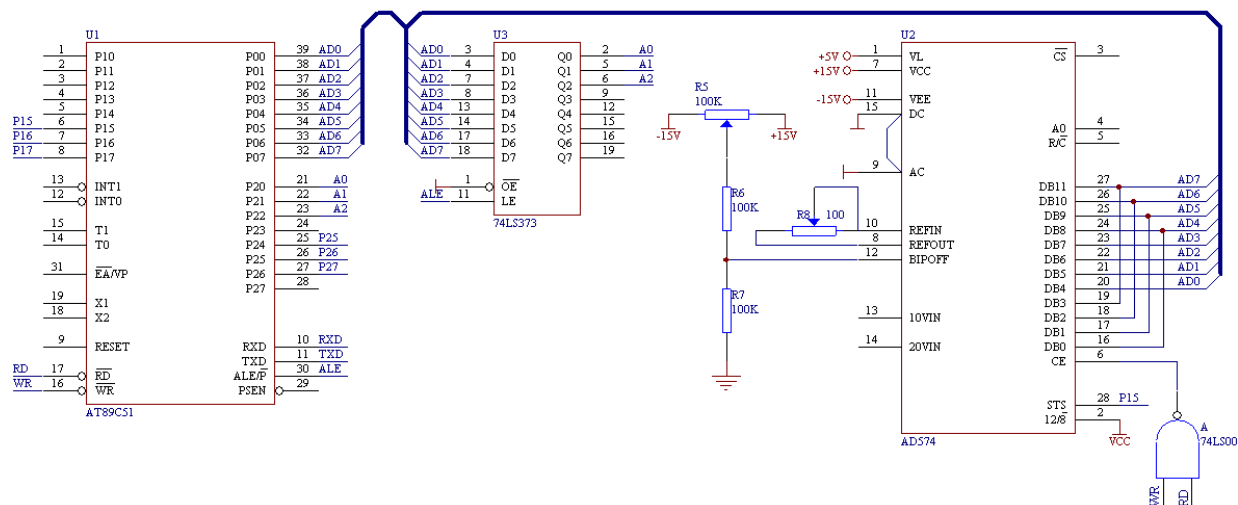 U1
1 P10 P00 39 AD0
2 P11 P01 38 AD1
3 P12 P02 37 AD2
4 P13 P03 36 AD3
5 P14 P04 35 AD4
P15 6 P15 P05 34 AD5
P16 7 P16 P06 33 AD6
P17 8 P17 P07 32 AD7
13 INT1 P20 21 A0
12 INT0 P21 22 A1
P22 23 A2
15 T1 P23 24
14 T0 P24 25 P25
P25 26 P26
31 EA/VP P26 27 P27
P27 28
19 X1
18 X2
9 RESET RXD 10 RXD
TXD 11 TXD
RD 17 RD ALE/P 30 ALE
WR 16 WR PSEN 29
AT89C51
U3
AD0 3 D0 Q0 2 A0
AD1 4 D1 Q1 5 A1
AD2 7 D2 Q2 6 A2
AD3 8 D3 Q3 9
AD4 13 D4 Q4 12
AD5 14 D5 Q5 15
AD6 17 D6 Q6 16
AD7 18 D7 Q7 19
1 OE
ALE 11 LE
74LS373
R5
100K
-15V +15V
R6
100K
R8 100
R7
100K
U2
+5V 1 VL CS 3
+15V 7 VCC
-15V 11 VEE
15 DC
A0 4
R/C 5
9 AC
DB11 27 AD7
DB10 26 AD6
DB9 25 AD5
10 REFIN DB8 24 AD4
8 REFOUT DB7 23 AD3
12 BIPOFF DB6 22 AD2
DB5 21 AD1
DB4 20 AD0
DB3 19
13 10VIN DB2 18
DB1 17
14 20VIN DB0 16
CE 6
STS 28 P15
12/8 2
VCC
AD574
A
74LS00
WR RD